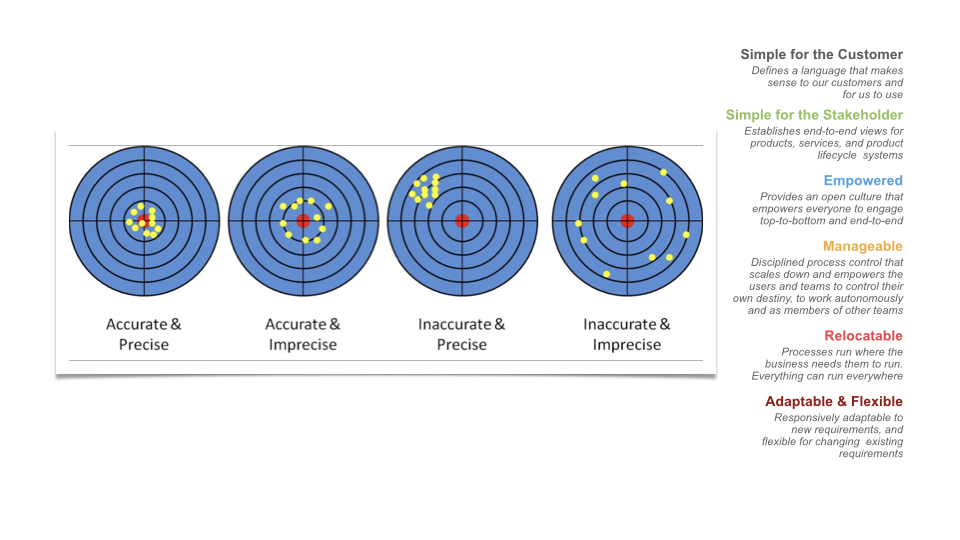 Simple for the Customer
Defines a language that makes
sense to our customers and
for us to use
Simple for the Stakeholder
Establishes end-to-end views for
products, services, and product
lifecycle systems
Empowered
Provides an open culture that
empowers everyone to engage
top-to-bottom and end-to-end
Manageable
Disciplined process control that
scales down and empowers the
users and teams to control their
own destiny, to work autonomously
and as members of other teams
Relocatable
Processes run where the
business needs them to run.
Everything can run everywhere
Adaptable & Flexible
Responsively adaptable to
new requirements, and
flexible for changing existing
requirements
Accurate &
Precise
Accurate &
Imprecise
Inaccurate &
Precise
Inaccurate &
Imprecise